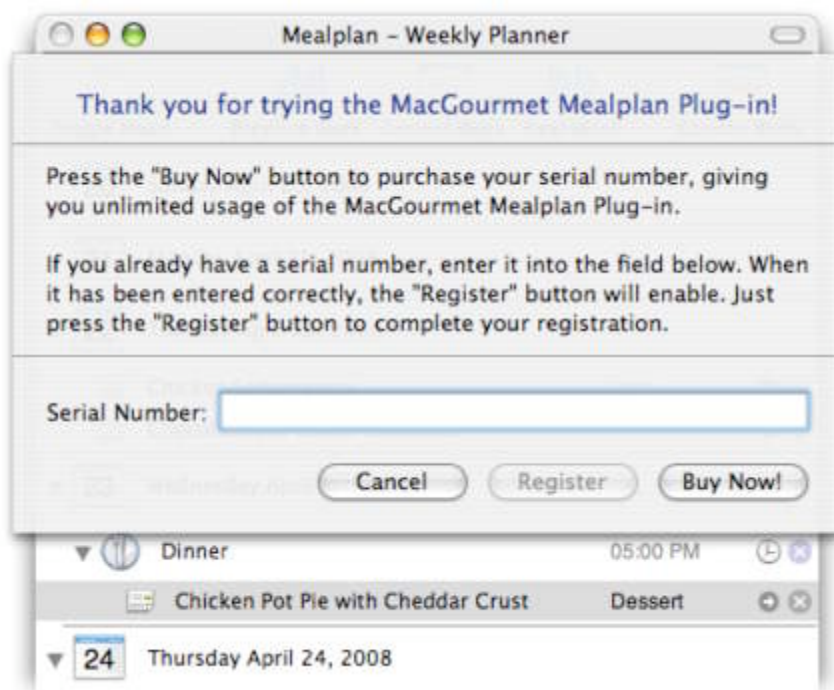 Mealplan – Weekly Planner
Thank you for trying the MacGourmet Mealplan Plug-in!
Press the "Buy Now" button to purchase your serial number, giving
you unlimited usage of the MacGourmet Mealplan Plug-in.
If you already have a serial number, enter it into the field below. When
it has been entered correctly, the "Register" button will enable. Just
press the "Register" button to complete your registration.
Serial Number:
Cancel Register Buy Now!
Dinner 05:00 PM
Chicken Pot Pie with Cheddar Crust Dessert
24 Thursday April 24, 2008